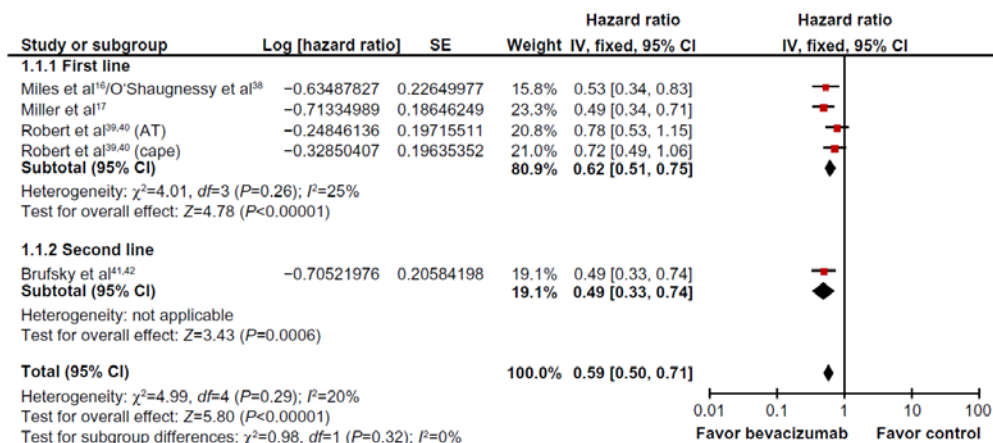 Hazard ratio Hazard ratio
Study or subgroup Log [hazard ratio] SE Weight IV, fixed, 95% CI IV, fixed, 95% CI
1.1.1 First line
Miles et al¹⁶/O'Shaugnessy et al³⁸ −0.63487827 0.22649977 15.8% 0.53 [0.34, 0.83]
Miller et al¹⁷ −0.71334989 0.18646249 23.3% 0.49 [0.34, 0.71]
Robert et al³⁹,⁴⁰ (AT) −0.24846136 0.19715511 20.8% 0.78 [0.53, 1.15]
Robert et al³⁹,⁴⁰ (cape) −0.32850407 0.19635352 21.0% 0.72 [0.49, 1.06]
Subtotal (95% CI) 80.9% 0.62 [0.51, 0.75]
Heterogeneity: χ²=4.01, df=3 (P=0.26); I²=25%
Test for overall effect: Z=4.78 (P<0.00001)
1.1.2 Second line
Brufsky et al⁴¹,⁴² −0.70521976 0.20584198 19.1% 0.49 [0.33, 0.74]
Subtotal (95% CI) 19.1% 0.49 [0.33, 0.74]
Heterogeneity: not applicable
Test for overall effect: Z=3.43 (P=0.0006)
Total (95% CI) 100.0% 0.59 [0.50, 0.71]
Heterogeneity: χ²=4.99, df=4 (P=0.29); I²=20%
Test for overall effect: Z=5.80 (P<0.00001)
Test for subgroup differences: χ²=0.98, df=1 (P=0.32); I²=0%
0.01 0.1 1 10 100
Favor bevacizumab Favor control